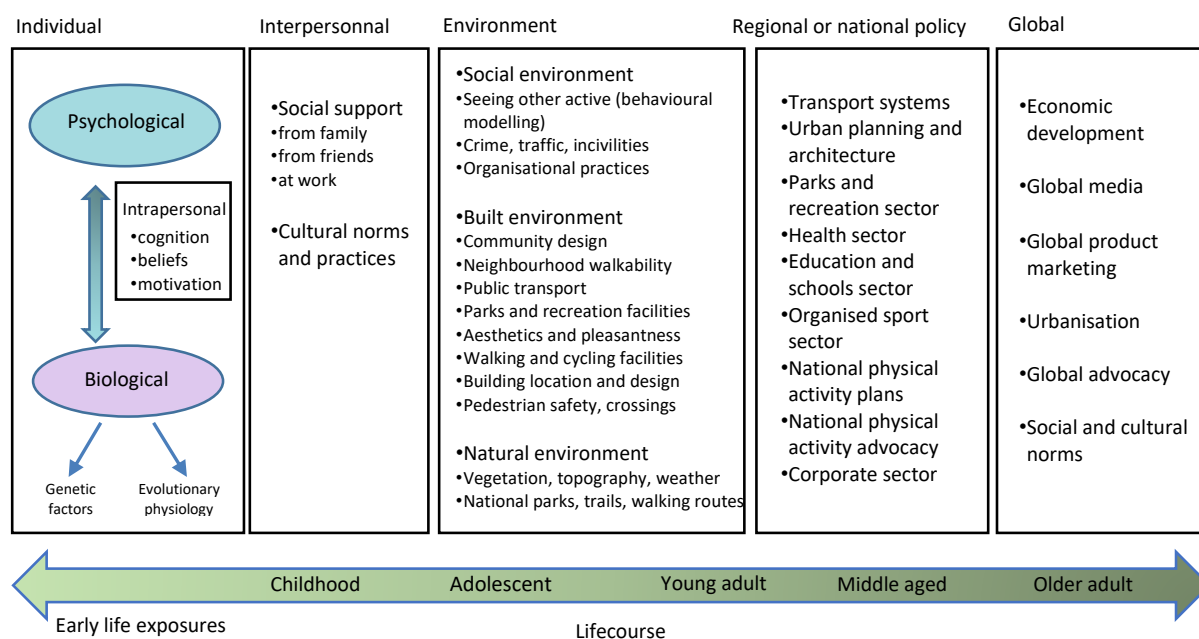 Individual
Psychological
Intrapersonal
•cognition
•beliefs
•motivation
Biological
Genetic
factors
Evolutionary
physiology
Interpersonnal
•Social support
•from family
•from friends
•at work
•Cultural norms
and practices
Environment
•Social environment
•Seeing other active (behavioural
modelling)
•Crime, traffic, incivilities
•Organisational practices
•Built environment
•Community design
•Neighbourhood walkability
•Public transport
•Parks and recreation facilities
•Aesthetics and pleasantness
•Walking and cycling facilities
•Building location and design
•Pedestrian safety, crossings
•Natural environment
•Vegetation, topography, weather
•National parks, trails, walking routes
Regional or national policy
•Transport systems
•Urban planning and
architecture
•Parks and
recreation sector
•Health sector
•Education and
schools sector
•Organised sport
sector
•National physical
activity plans
•National physical
activity advocacy
•Corporate sector
Global
•Economic
development
•Global media
•Global product
marketing
•Urbanisation
•Global advocacy
•Social and cultural
norms
Childhood
Adolescent
Young adult
Middle aged
Older adult
Early life exposures
Lifecourse